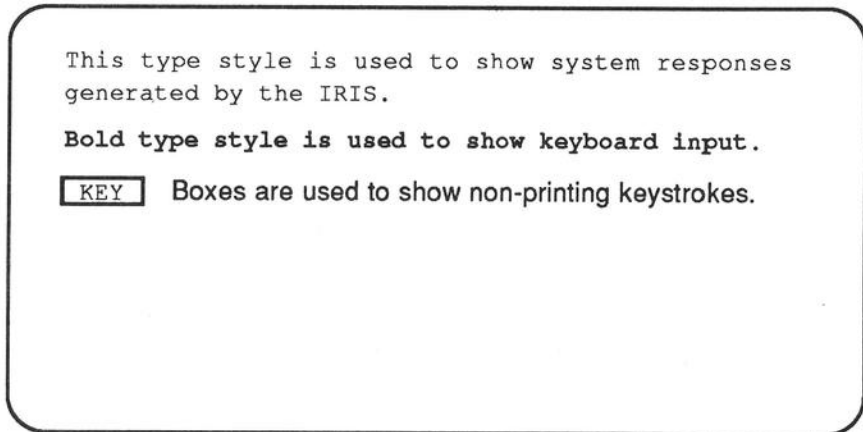 This type style is used to show system responses
generated by the IRIS.
Bold type style is used to show keyboard input.
KEY Boxes are used to show non-printing keystrokes.